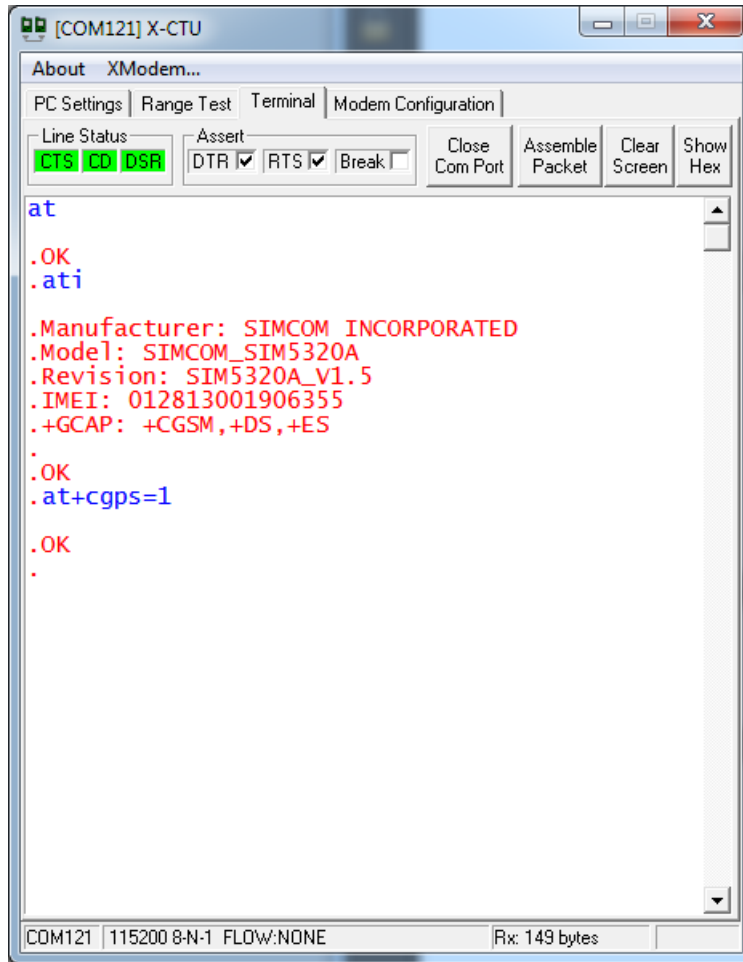 [COM121] X-CTU
About XModem...
PC Settings Range Test Terminal Modem Configuration
Line Status Assert
CTS CD DSR DTR RTS Break
Close Com Port
Assemble Packet
Clear Screen
Show Hex
at
.OK
.ati
.Manufacturer: SIMCOM INCORPORATED
.Model: SIMCOM_SIM5320A
.Revision: SIM5320A_V1.5
.IMEI: 012813001906355
.+GCAP: +CGSM,+DS,+ES
.
.OK
.at+cgps=1
.OK
.
COM121 115200 8-N-1 FLOW:NONE Rx: 149 bytes